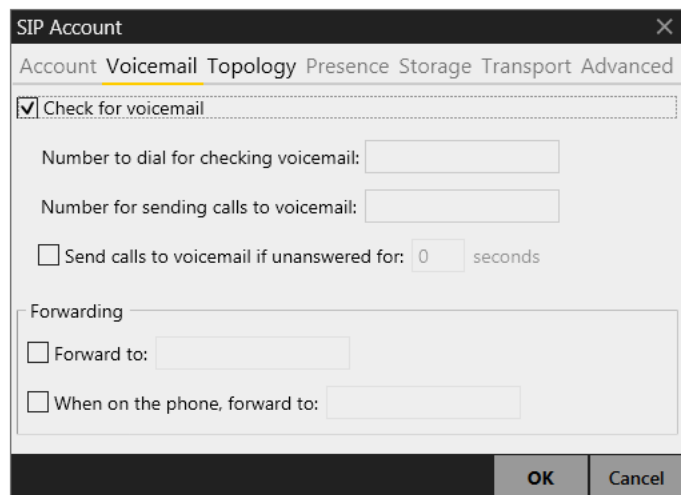 SIP Account
Account Voicemail Topology Presence Storage Transport Advanced
Check for voicemail
Number to dial for checking voicemail:
Number for sending calls to voicemail:
Send calls to voicemail if unanswered for: 0 seconds
Forwarding
Forward to:
When on the phone, forward to:
OK Cancel